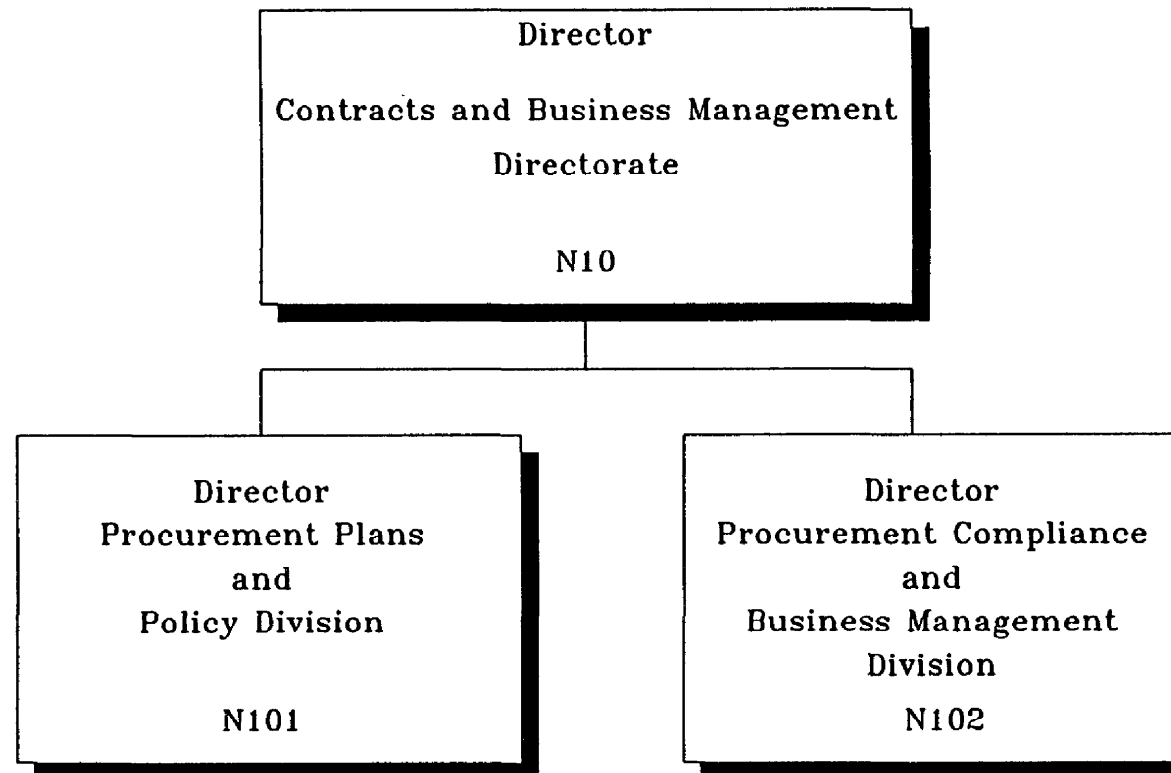 Director
Contracts and Business Management
Directorate
N10
Director
Procurement Plans
and
Policy Division
N101
Director
Procurement Compliance
and
Business Management
Division
N102